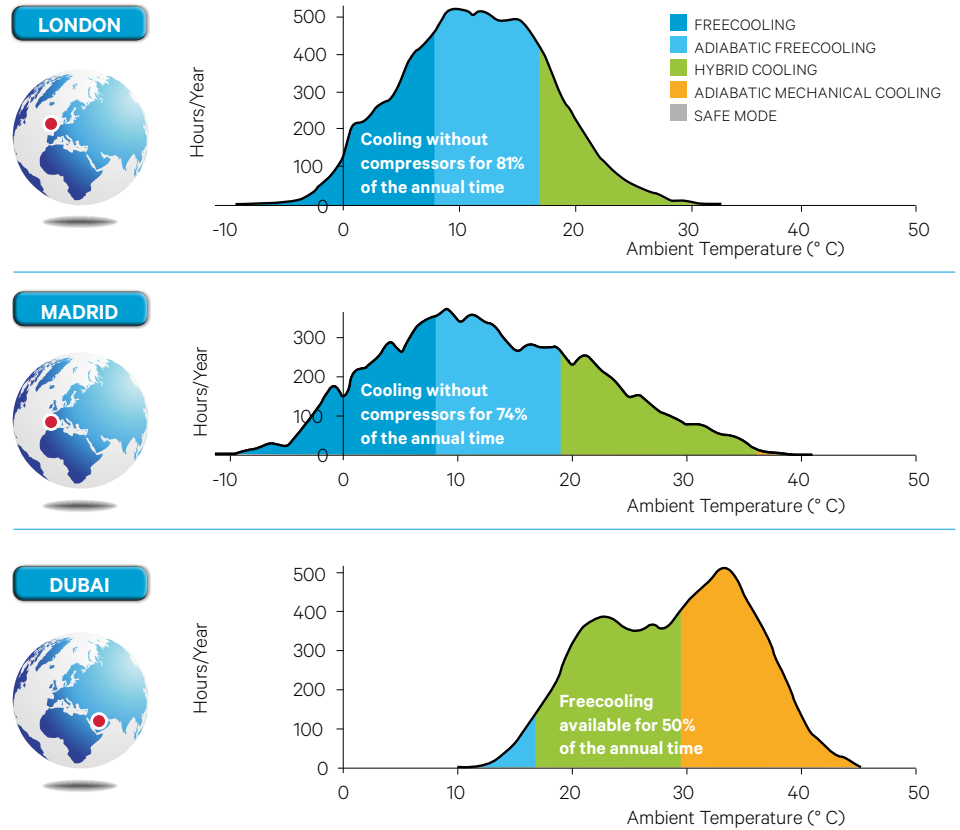 LONDON
FREECOOLING
ADIABATIC FREECOOLING
HYBRID COOLING
ADIABATIC MECHANICAL COOLING
SAFE MODE
Hours/Year
500
400
300
200
100
0
Cooling without
compressors for 81%
of the annual time
-10 0 10 20 30 40 50
Ambient Temperature (° C)
MADRID
Hours/Year
300
200
100
0
Cooling without
compressors for 74%
of the annual time
-10 0 10 20 30 40 50
Ambient Temperature (° C)
DUBAI
Hours/Year
500
400
300
200
100
0
Freecooling
available for 50%
of the annual time
0 10 20 30 40 50
Ambient Temperature (° C)